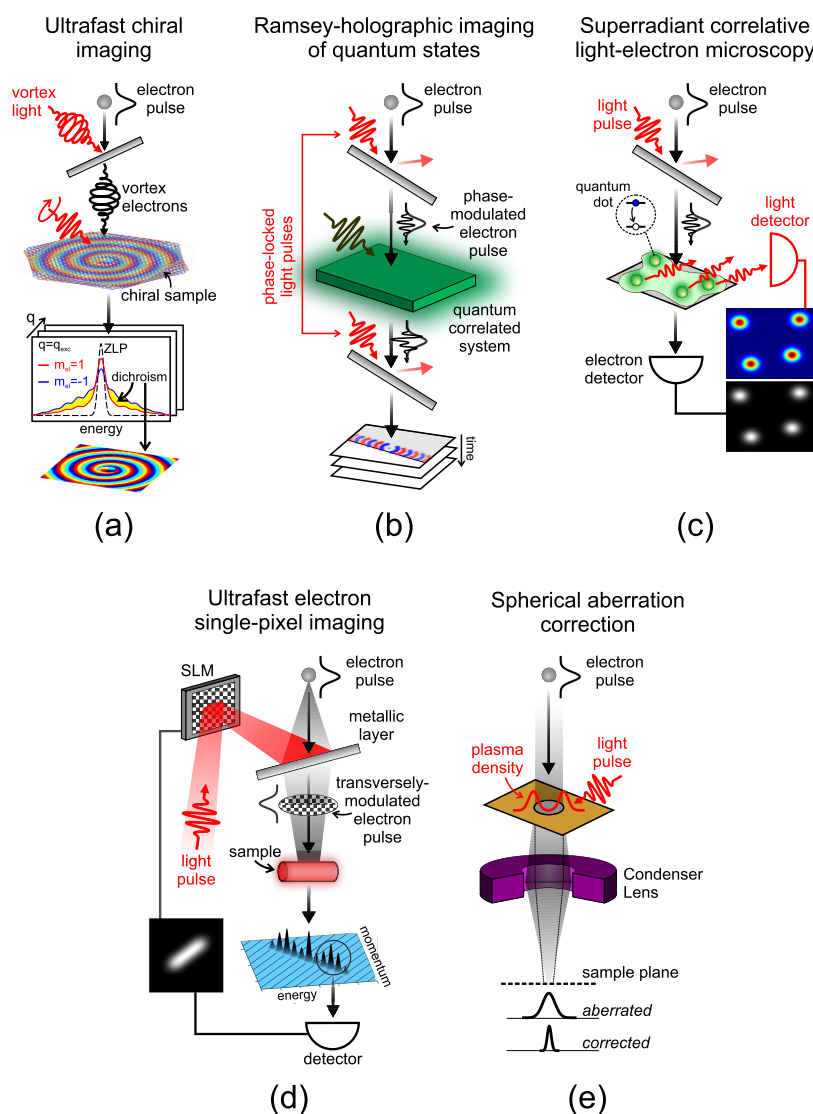 Ultrafast chiral
imaging
vortex
light
electron
pulse
vortex
electrons
chiral sample
q
q=qexc
mel=1
mel=-1
ZLP
dichroism
energy
(a)
Ramsey-holographic imaging
of quantum states
electron
pulse
phase-locked
light pulses
phase-
modulated
electron
pulse
quantum
correlated
system
time
(b)
Superradiant correlative
light-electron microscopy
light
pulse
electron
pulse
quantum
dot
light
detector
electron
detector
(c)
Ultrafast electron
single-pixel imaging
SLM
electron
pulse
metallic
layer
transversely-
modulated
electron
pulse
light
pulse
sample
momentum
energy
detector
(d)
Spherical aberration
correction
electron
pulse
plasma
density
light
pulse
Condenser
Lens
sample plane
aberrated
corrected
(e)